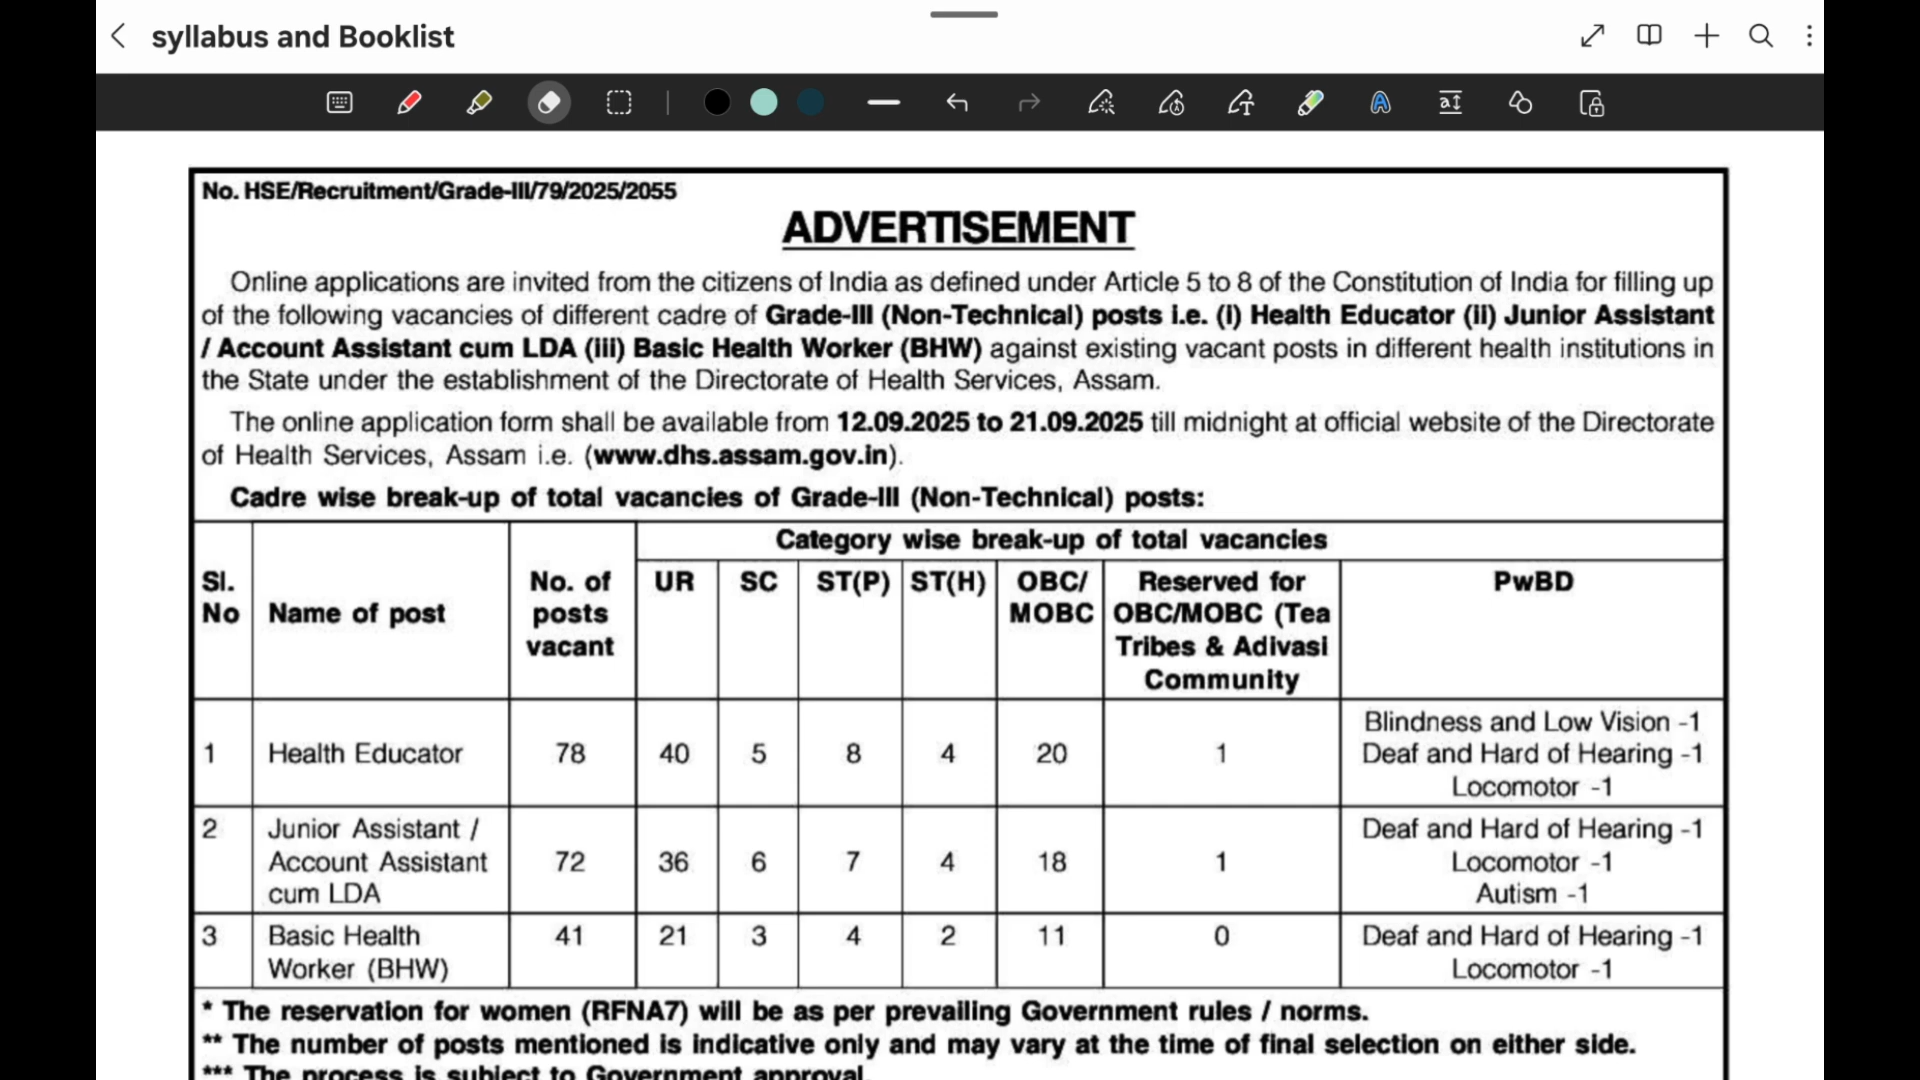 syllabus and Booklist
No. HSE/Recruitment/Grade-III/79/2025/2055
ADVERTISEMENT
Online applications are invited from the citizens of India as defined under Article 5 to 8 of the Constitution of India for filling up
of the following vacancies of different cadre of Grade-III (Non-Technical) posts i.e. (i) Health Educator (ii) Junior Assistant
/ Account Assistant cum LDA (iii) Basic Health Worker (BHW) against existing vacant posts in different health institutions in
the State under the establishment of the Directorate of Health Services, Assam.
The online application form shall be available from 12.09.2025 to 21.09.2025 till midnight at official website of the Directorate
of Health Services, Assam i.e. (www.dhs.assam.gov.in).
Cadre wise break-up of total vacancies of Grade-III (Non-Technical) posts:
Category wise break-up of total vacancies
Sl. No. of UR SC ST(P) ST(H) OBC/ Reserved for PwBD
No Name of post posts MOBC OBC/MOBC (Tea
vacant Tribes & Adivasi
Community
Blindness and Low Vision -1
1 Health Educator 78 40 5 8 4 20 1 Deaf and Hard of Hearing -1
Locomotor -1
2 Junior Assistant / Deaf and Hard of Hearing -1
Account Assistant 72 36 6 7 4 18 1 Locomotor -1
cum LDA Autism -1
3 Basic Health 41 21 3 4 2 11 0 Deaf and Hard of Hearing -1
Worker (BHW) Locomotor -1
* The reservation for women (RFNA7) will be as per prevailing Government rules / norms.
** The number of posts mentioned is indicative only and may vary at the time of final selection on either side.
*** The process is subject to Government approval.